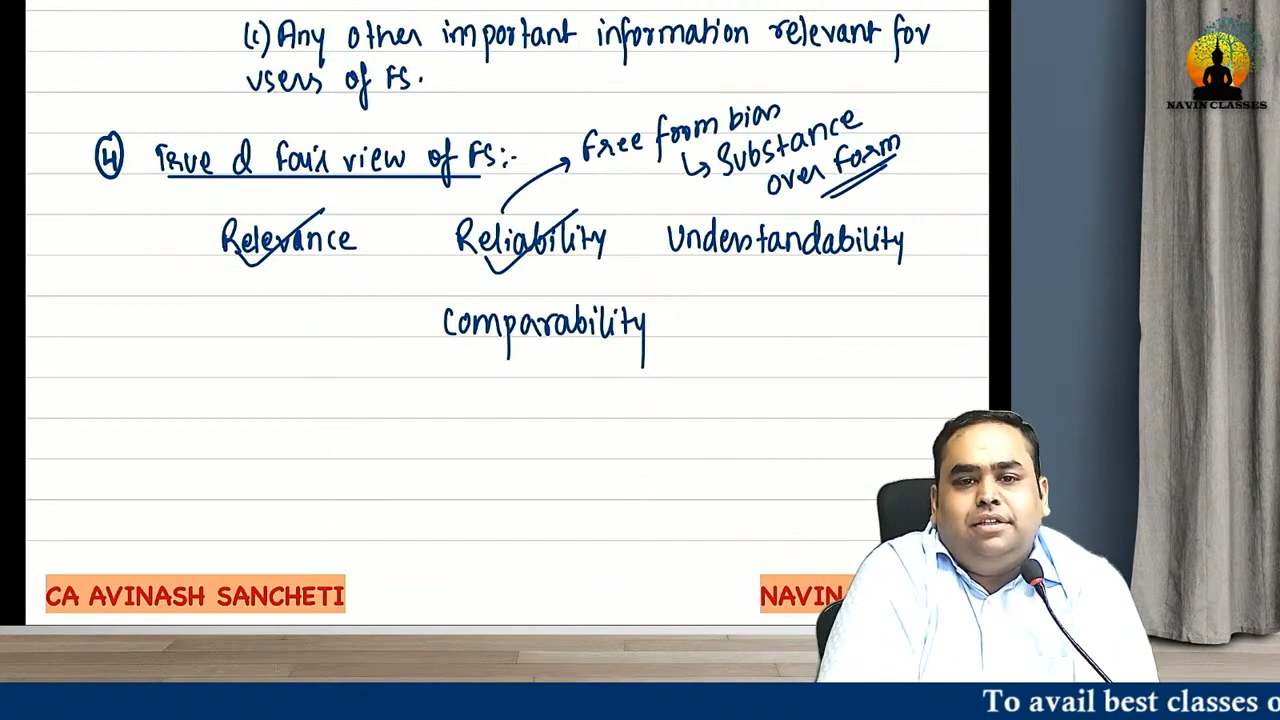 (c) Any other important information relevant for
users of FS.
④ True & fair view of FS:-
Free from bias
↳ Substance
over form
Relevance Reliability Understandability
Comparability
NAVIN CLASSES
CA AVINASH SANCHETI
NAVIN
To avail best classes o